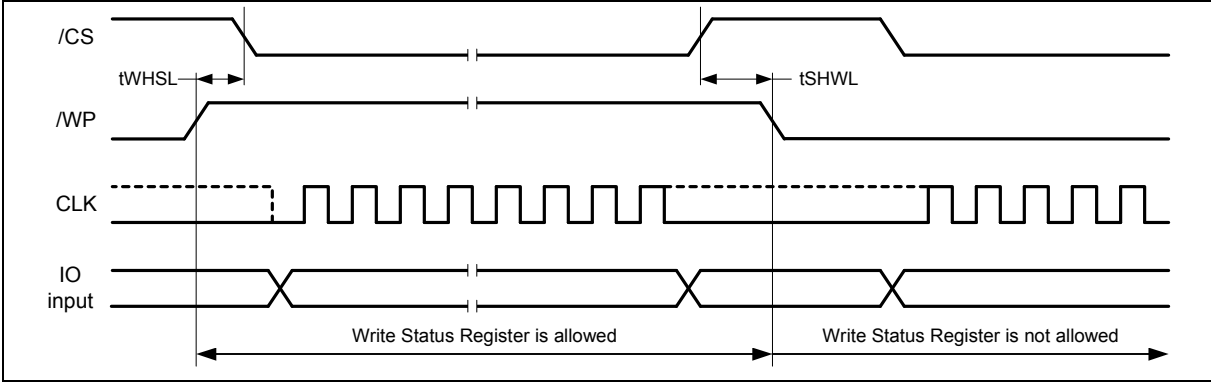 /CS
tWHSL
tSHWL
/WP
CLK
IO
input
Write Status Register is allowed
Write Status Register is not allowed